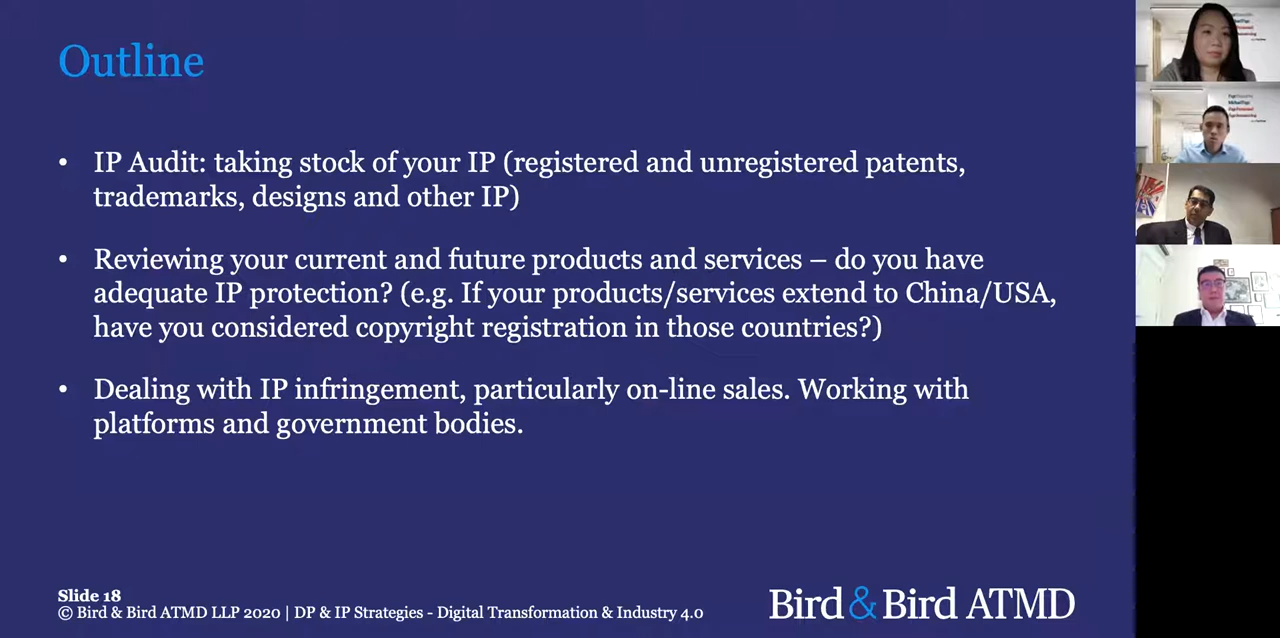 Outline
• IP Audit: taking stock of your IP (registered and unregistered patents,
trademarks, designs and other IP)
• Reviewing your current and future products and services – do you have
adequate IP protection? (e.g. If your products/services extend to China/USA,
have you considered copyright registration in those countries?)
• Dealing with IP infringement, particularly on-line sales. Working with
platforms and government bodies.
Slide 18
© Bird & Bird ATMD LLP 2020 | DP & IP Strategies - Digital Transformation & Industry 4.0
Bird & Bird ATMD